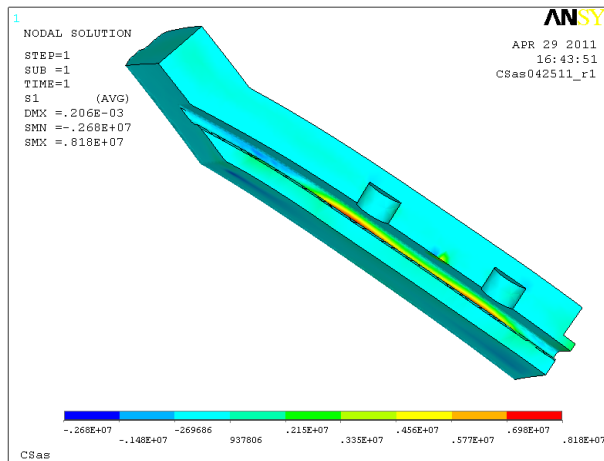 1
ANSY
NODAL SOLUTION
APR 29 2011
STEP=1
16:43:51
SUB =1
CSas042511_r1
TIME=1
S1 (AVG)
DMX =.206E-03
SMN =-.268E+07
SMX =.818E+07
-.268E+07 -269686 .215E+07 .456E+07 .698E+07
-.148E+07 937806 .335E+07 .577E+07 .818E+07
CSas